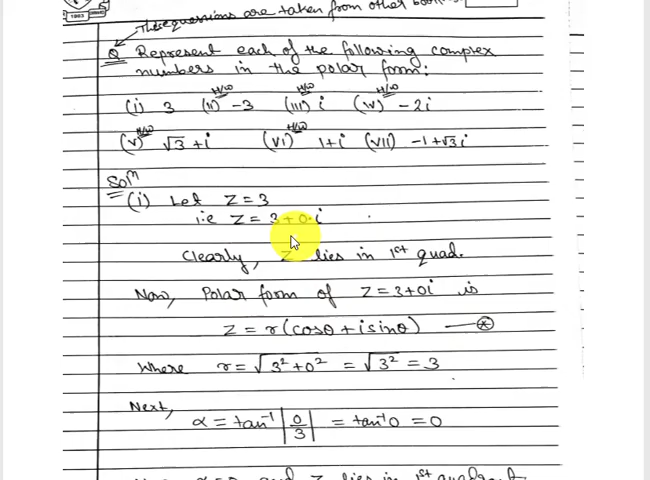 1983
These questions are taken from other books.
Q Represent each of the following complex
numbers in the polar form:
(i) 3 (ii) H/W -3 (iii) H/W i (iv) H/W -2i
(v) H/W √3+i (vi) H/W 1+i (vii) -1+√3i
Solⁿ
(i) Let z = 3
i.e z = 3+0.i
Clearly, z lies in 1st quad.
Now, Polar form of z = 3+0i is
z = r(cosθ + isinθ) —⊛
Where r = √3²+0² = √3² = 3
Next,
α = tan⁻¹|0/3| = tan⁻¹0 = 0